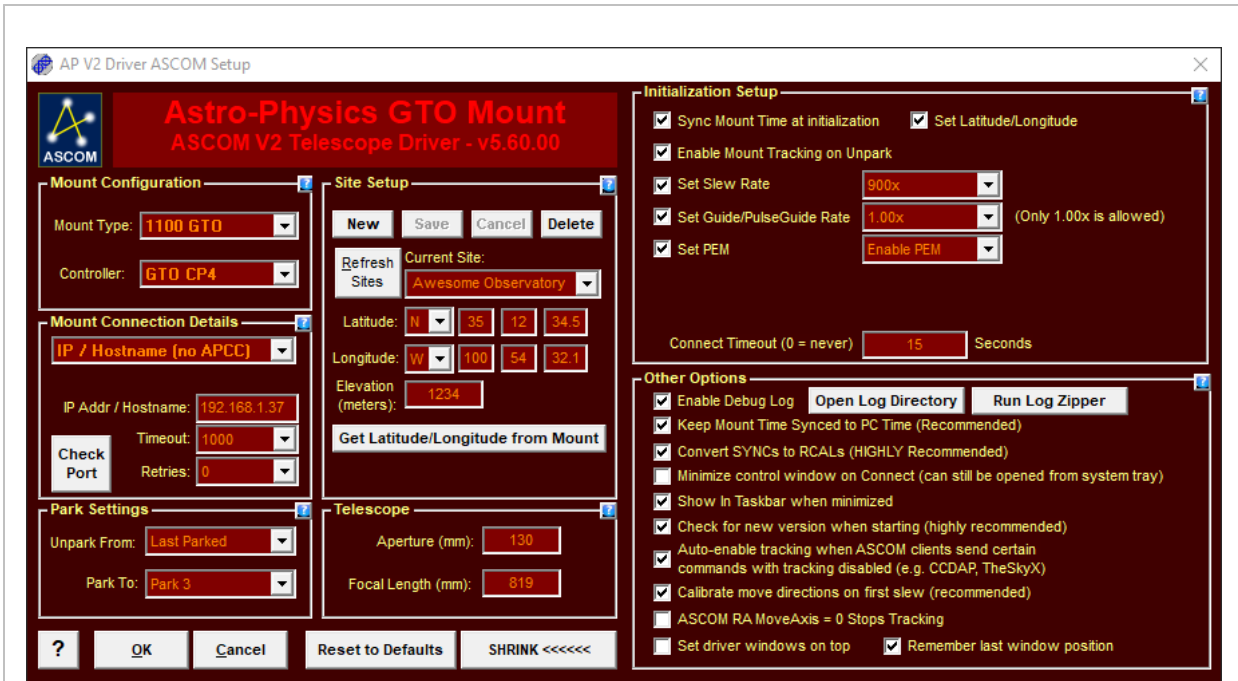 AP V2 Driver ASCOM Setup
ASCOM
Astro-Physics GTO Mount
ASCOM V2 Telescope Driver - v5.60.00
Mount Configuration
?
Mount Type: 1100 GTO
Controller: GTO CP4
Mount Connection Details
?
IP / Hostname (no APCC)
IP Addr / Hostname: 192.168.1.37
Check
Port
Timeout: 1000
Retries: 0
Park Settings
?
Unpark From: Last Parked
Park To: Park 3
Site Setup
?
New Save Cancel Delete
Refresh
Sites
Current Site:
Awesome Observatory
Latitude: N 35 12 34.5
Longitude: W 100 54 32.1
Elevation
(meters): 1234
Get Latitude/Longitude from Mount
Telescope
?
Aperture (mm): 130
Focal Length (mm): 819
? OK Cancel Reset to Defaults SHRINK <<<<<<
Initialization Setup
?
Sync Mount Time at initialization Set Latitude/Longitude
Enable Mount Tracking on Unpark
Set Slew Rate 900x
Set Guide/PulseGuide Rate 1.00x (Only 1.00x is allowed)
Set PEM Enable PEM
Connect Timeout (0 = never) 15 Seconds
Other Options
?
Enable Debug Log Open Log Directory Run Log Zipper
Keep Mount Time Synced to PC Time (Recommended)
Convert SYNCs to RCALs (HIGHLY Recommended)
Minimize control window on Connect (can still be opened from system tray)
Show In Taskbar when minimized
Check for new version when starting (highly recommended)
Auto-enable tracking when ASCOM clients send certain
commands with tracking disabled (e.g. CCDAP, TheSkyX)
Calibrate move directions on first slew (recommended)
ASCOM RA MoveAxis = 0 Stops Tracking
Set driver windows on top Remember last window position